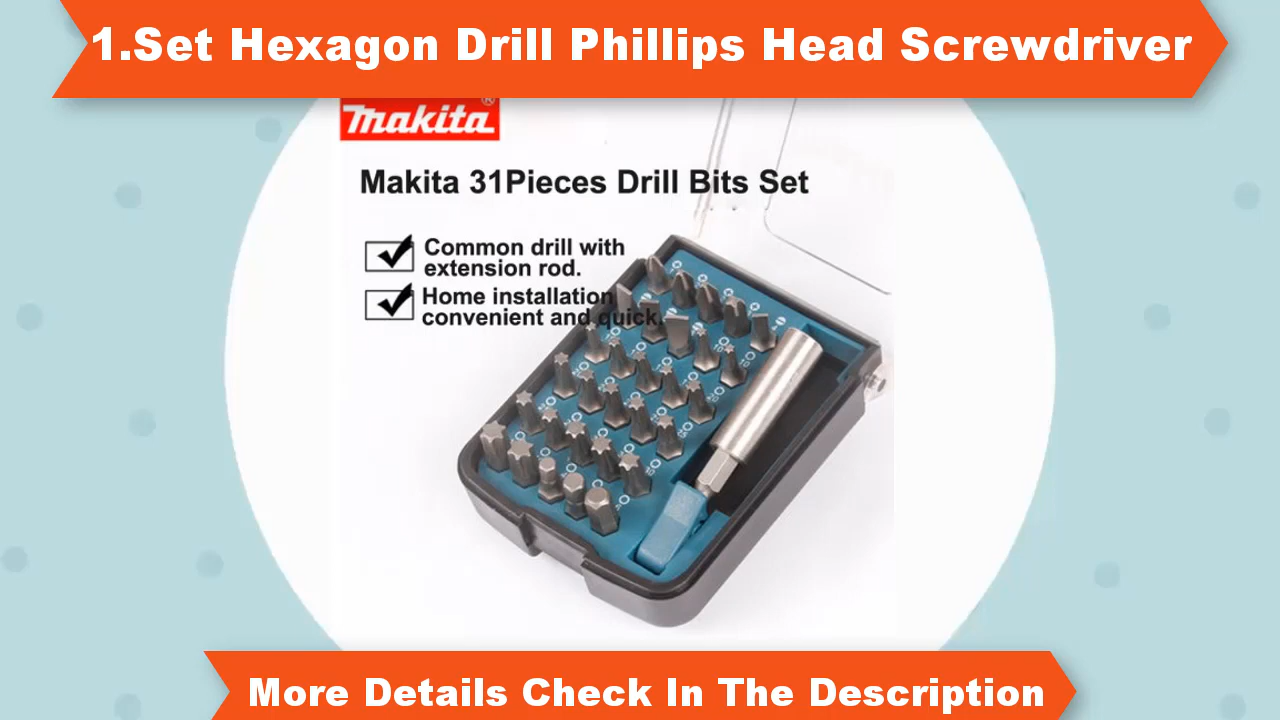 1.Set Hexagon Drill Phillips Head Screwdriver
makita®
Makita 31Pieces Drill Bits Set
Common drill with
extension rod.
Home installation
convenient and quick.
More Details Check In The Description